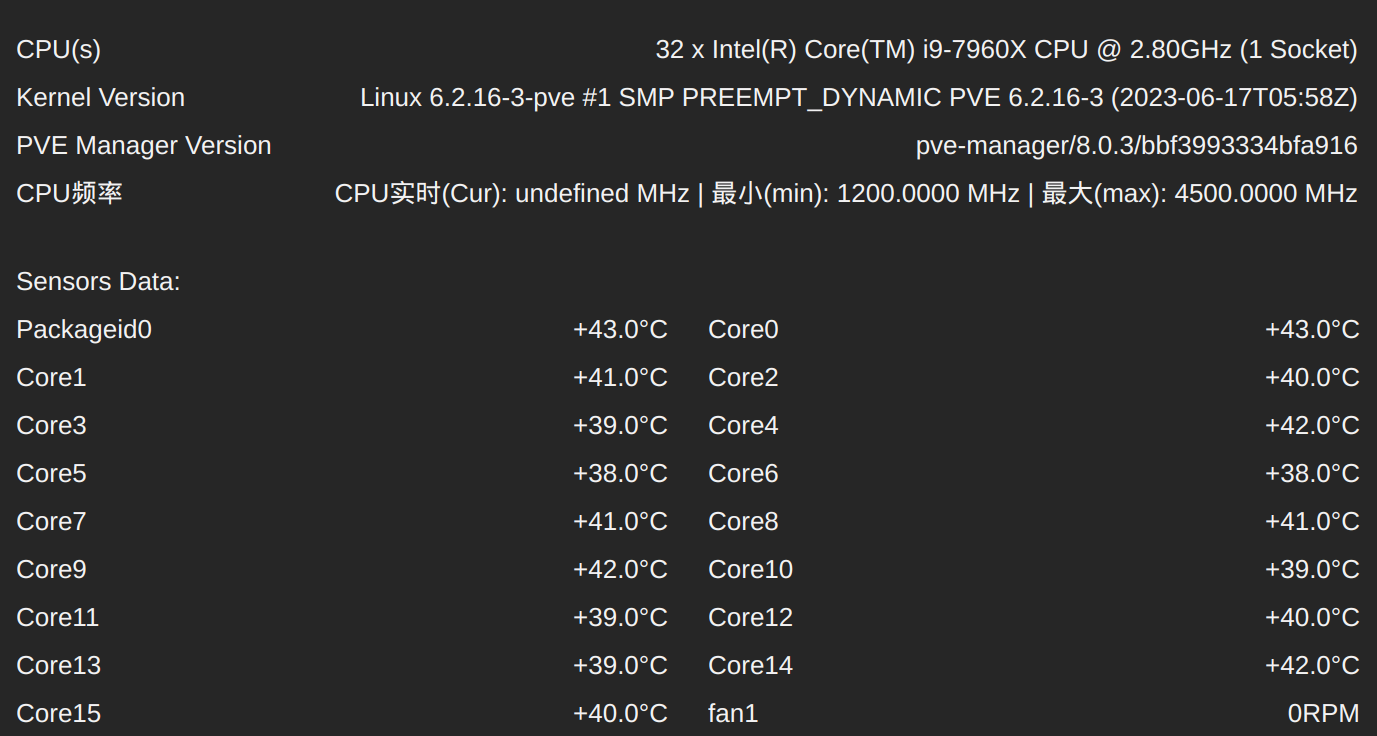 CPU(s) 32 x Intel(R) Core(TM) i9-7960X CPU @ 2.80GHz (1 Socket)
Kernel Version Linux 6.2.16-3-pve #1 SMP PREEMPT_DYNAMIC PVE 6.2.16-3 (2023-06-17T05:58Z)
PVE Manager Version pve-manager/8.0.3/bbf3993334bfa916
CPU频率 CPU实时(Cur): undefined MHz | 最小(min): 1200.0000 MHz | 最大(max): 4500.0000 MHz
Sensors Data:
Packageid0 +43.0°C Core0 +43.0°C
Core1 +41.0°C Core2 +40.0°C
Core3 +39.0°C Core4 +42.0°C
Core5 +38.0°C Core6 +38.0°C
Core7 +41.0°C Core8 +41.0°C
Core9 +42.0°C Core10 +39.0°C
Core11 +39.0°C Core12 +40.0°C
Core13 +39.0°C Core14 +42.0°C
Core15 +40.0°C fan1 0RPM